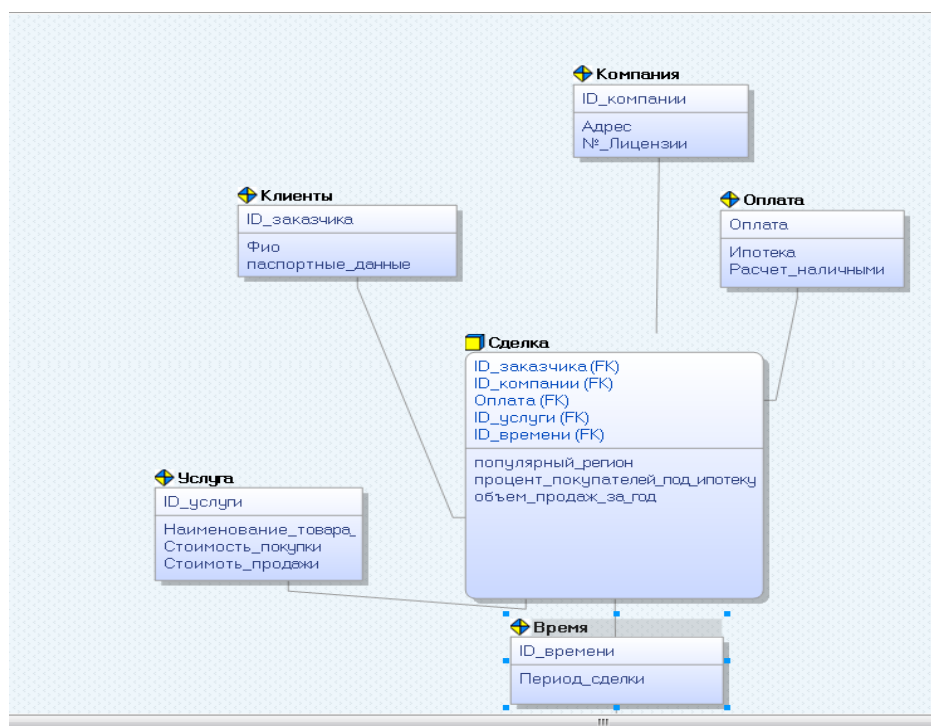 Компания
ID_компании
Адрес
№_Лицензии
Клиенты
ID_заказчика
Фио
паспортные_данные
Оплата
Оплата
Ипотека
Расчет_наличными
Сделка
ID_заказчика (FK)
ID_компании (FK)
Оплата (FK)
ID_услуги (FK)
ID_времени (FK)
популярный_регион
процент_покупателей_под_ипотеку
объем_продаж_за_год
Услуга
ID_услуги
Наименование_товара_
Стоимость_покупки
Стоимоть_продажи
Время
ID_времени
Период_сделки